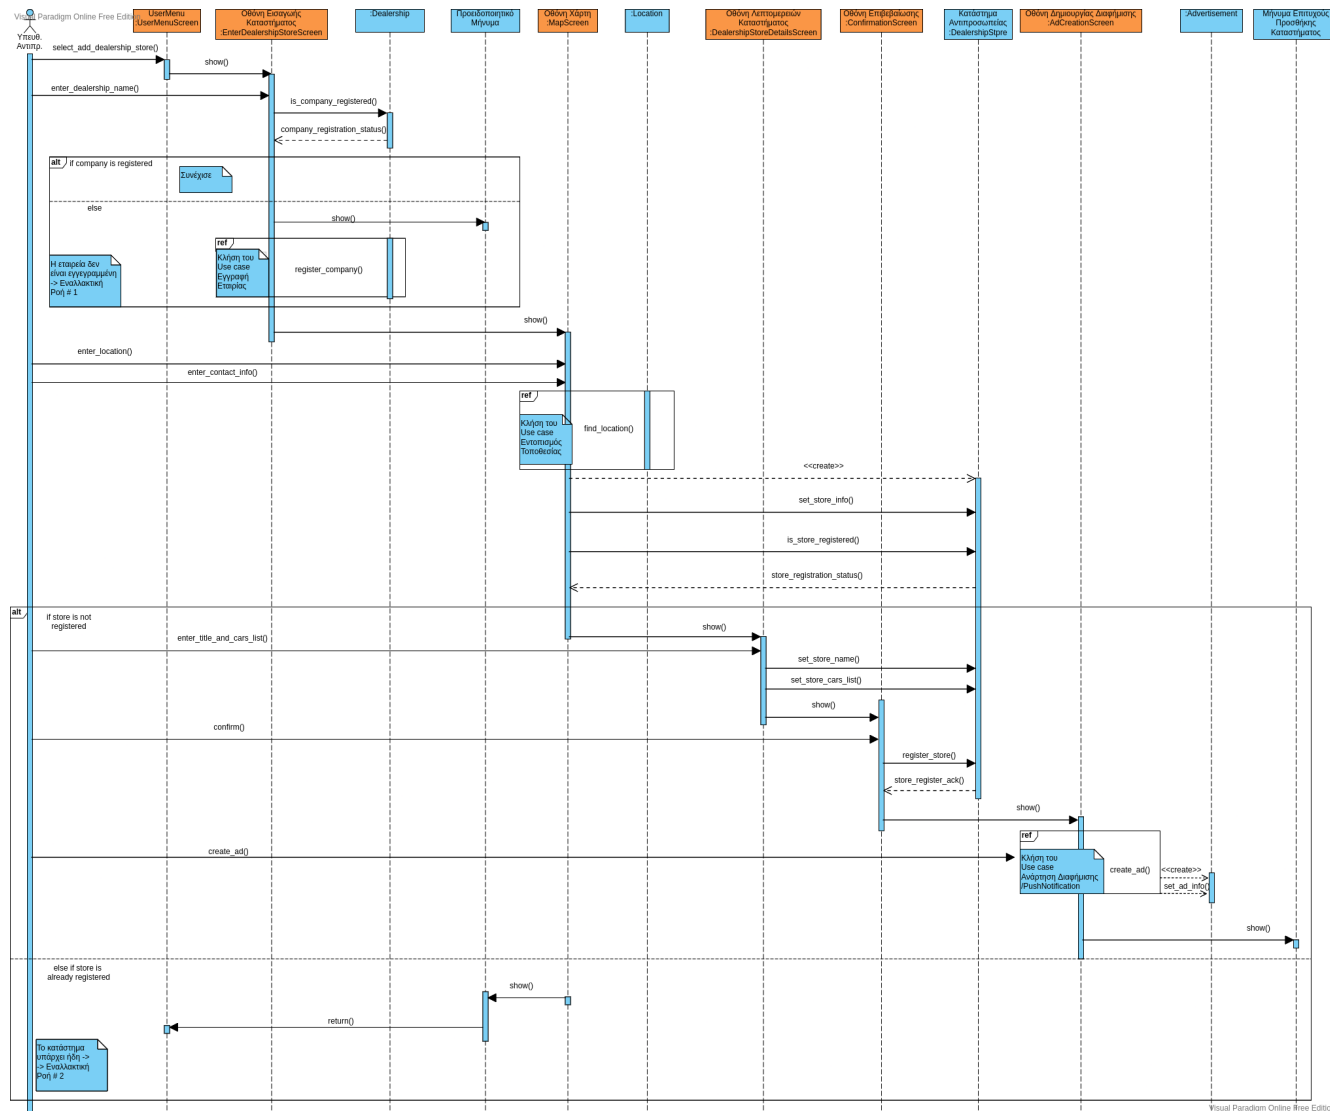 Visual Paradigm Online Free Edition
Υπευθ.
Αντιπρ.
UserMenu
:UserMenuScreen
Οθόνη Εισαγωγής
Καταστήματος
:EnterDealershipStoreScreen
:Dealership
Προειδοποιητικό
Μήνυμα
Οθόνη Χάρτη
:MapScreen
:Location
Οθόνη Λεπτομερειών
Καταστήματος
:DealershipStoreDetailsScreen
Οθόνη Επιβεβαίωσης
:ConfirmationScreen
Κατάστημα
Αντιπροσωπείας
:DealershipStpre
Οθόνη Δημιουργίας Διαφήμισης
:AdCreationScreen
:Advertisement
Μήνυμα Επιτυχούς
Προσθήκης
Καταστήματος
select_add_dealership_store()
show()
enter_dealership_name()
is_company_registered()
company_registration_status()
alt
if company is registered
Συνέχισε
else
show()
ref
Κλήση του
Use case
Εγγραφή
Εταιρίας
register_company()
Η εταιρεία δεν
είναι εγγεγραμμένη
-> Εναλλακτική
Ροή # 1
show()
enter_location()
enter_contact_info()
ref
Κλήση του
Use case
Εντοπισμός
Τοποθεσίας
find_location()
<<create>>
set_store_info()
is_store_registered()
store_registration_status()
alt
if store is not
registered
show()
enter_title_and_cars_list()
set_store_name()
set_store_cars_list()
show()
confirm()
register_store()
store_register_ack()
show()
ref
create_ad()
Κλήση του
Use case
Ανάρτηση Διαφήμισης
/PushNotification
create_ad()
<<create>>
set_ad_info()
show()
else if store is
already registered
show()
return()
Το κατάστημα
υπάρχει ήδη ->
-> Εναλλακτική
Ροή # 2
Visual Paradigm Online Free Editio